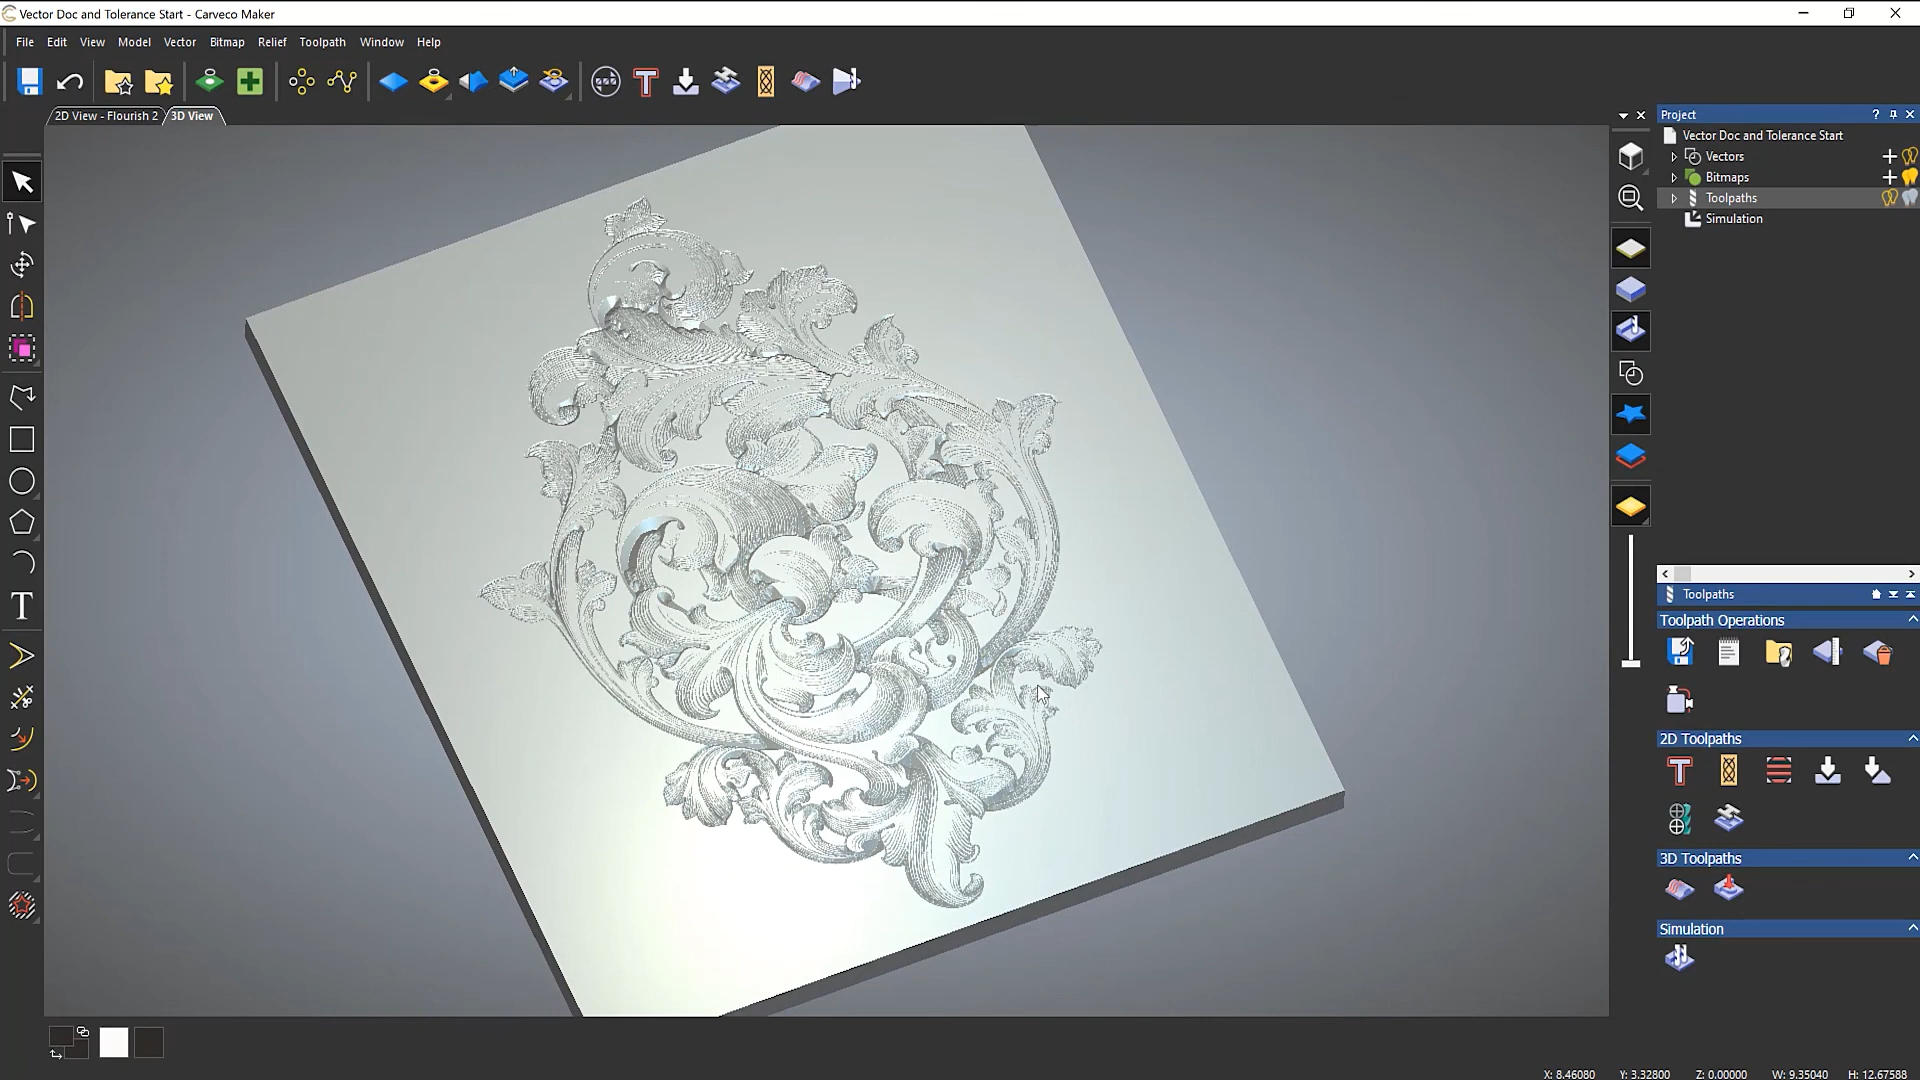 Vector Doc and Tolerance Start - Carveco Maker
File Edit View Model Vector Bitmap Relief Toolpath Window Help
2D View - Flourish 2 3D View
Project
Vector Doc and Tolerance Start
Vectors
Bitmaps
Toolpaths
Simulation
Toolpaths
Toolpath Operations
2D Toolpaths
3D Toolpaths
Simulation
X: 8.46080 Y: 3.32800 Z: 0.00000 W: 9.35040 H: 12.67588